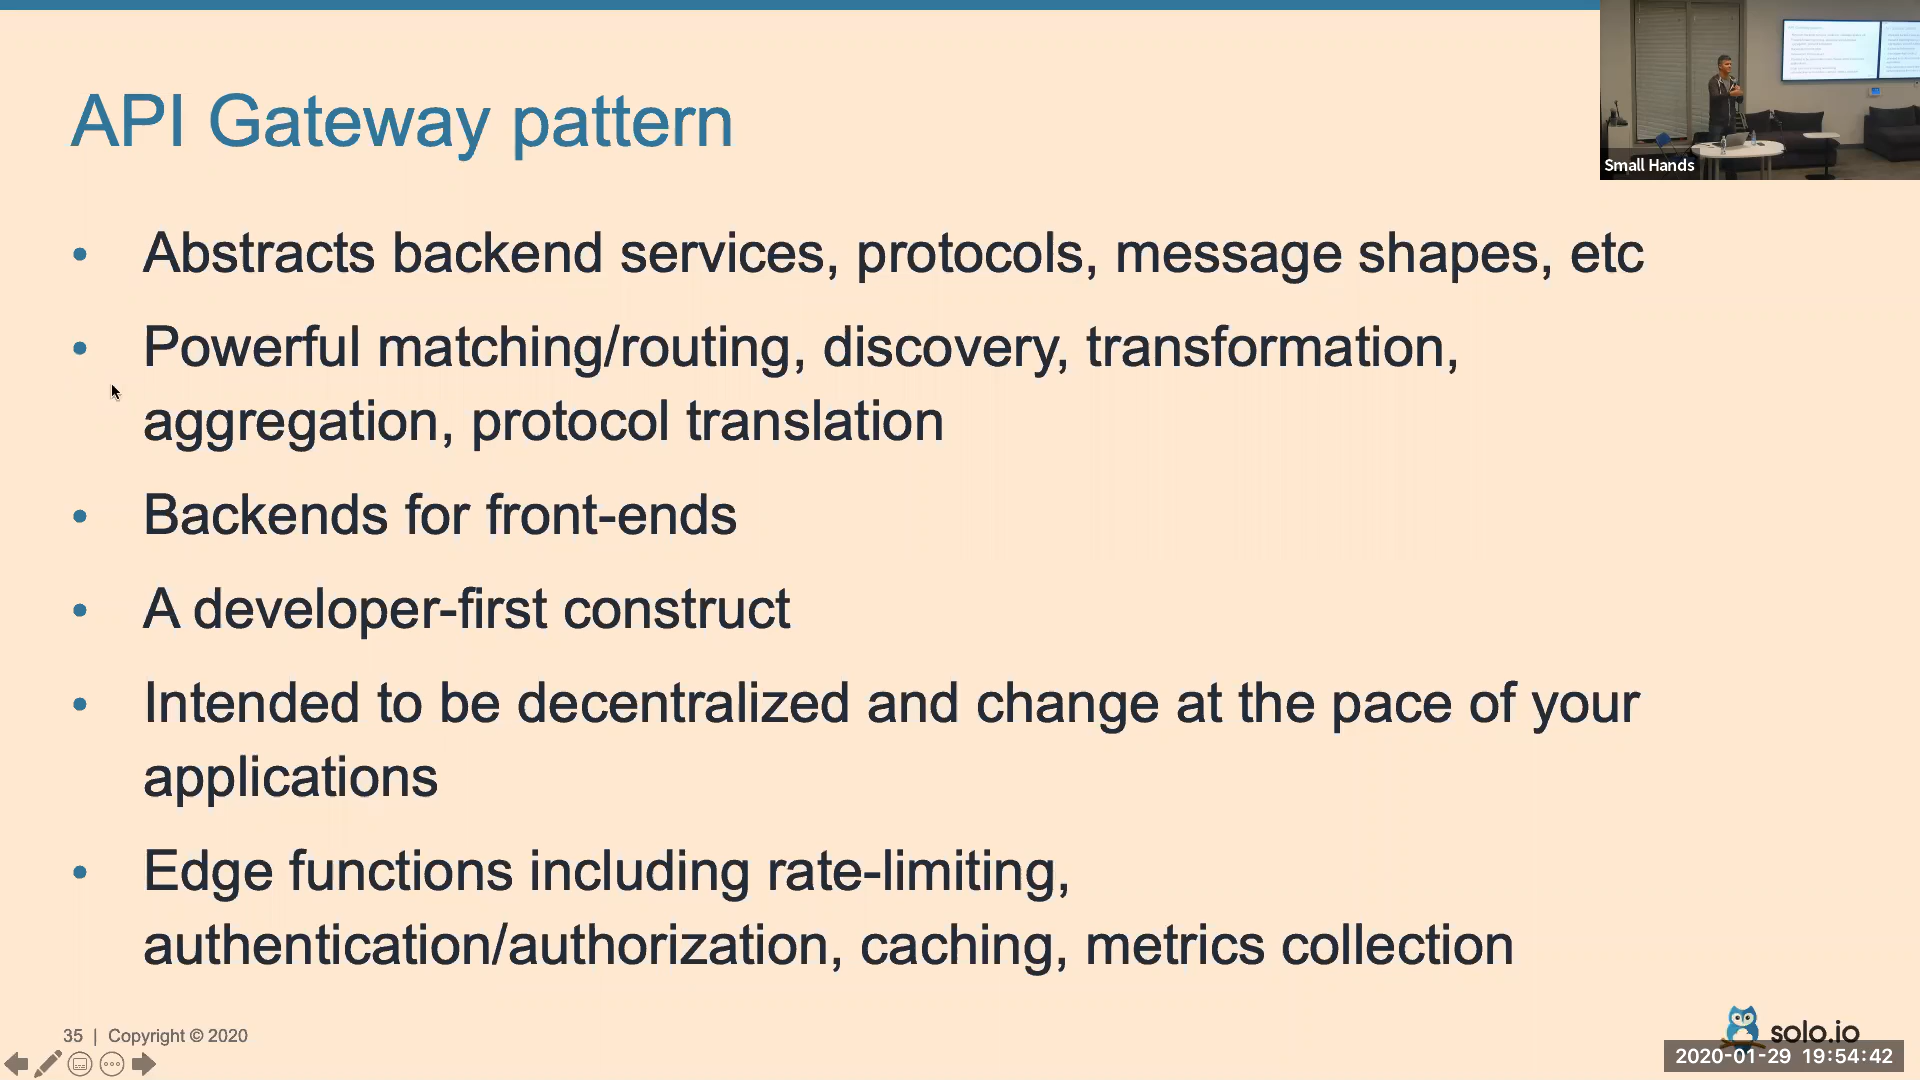 API Gateway pattern
Small Hands
• Abstracts backend services, protocols, message shapes, etc
• Powerful matching/routing, discovery, transformation,
aggregation, protocol translation
• Backends for front-ends
• A developer-first construct
• Intended to be decentralized and change at the pace of your
applications
• Edge functions including rate-limiting,
authentication/authorization, caching, metrics collection
35 | Copyright © 2020
solo.io
2020-01-29 19:54:42